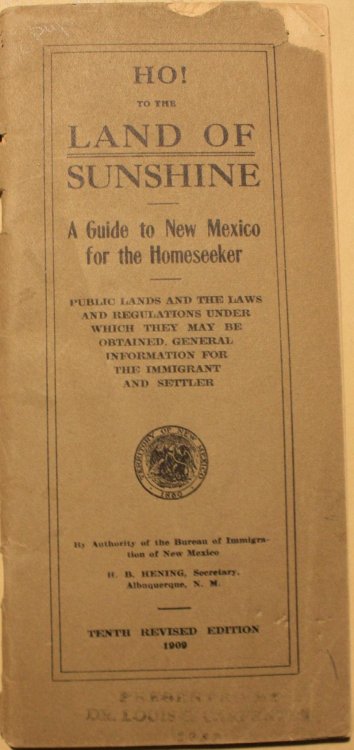 HO!
TO THE
LAND OF
SUNSHINE
A Guide to New Mexico
for the Homeseeker
PUBLIC LANDS AND THE LAWS
AND REGULATIONS UNDER
WHICH THEY MAY BE
OBTAINED. GENERAL
INFORMATION FOR
THE IMMIGRANT
AND SETTLER
TERRITORY OF NEW MEXICO
By Authority of the Bureau of Immigra-
tion of New Mexico
H. B. HENING, Secretary,
Albuquerque, N. M.
TENTH REVISED EDITION
1909
DR. LOUIS